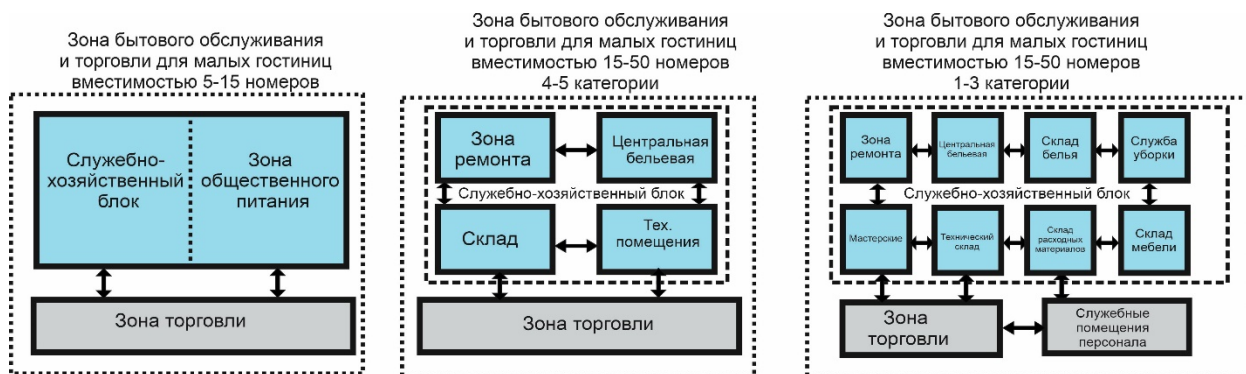 Зона бытового обслуживания
и торговли для малых гостиниц
вместимостью 5-15 номеров
Служебно-
хозяйственный
блок
Зона
общественного
питания
Зона торговли
Зона бытового обслуживания
и торговли для малых гостиниц
вместимостью 15-50 номеров
4-5 категории
Зона
ремонта
Центральная
бельевая
Служебно-хозяйственный блок
Склад
Тех.
помещения
Зона торговли
Зона бытового обслуживания
и торговли для малых гостиниц
вместимостью 15-50 номеров
1-3 категории
Зона
ремонта
Центральная
бельевая
Склад
белья
Служба
уборки
Служебно-хозяйственный блок
Мастерские
Технический
склад
Склад
расходных
материалов
Склад
мебели
Зона
торговли
Служебные
помещения
персонала